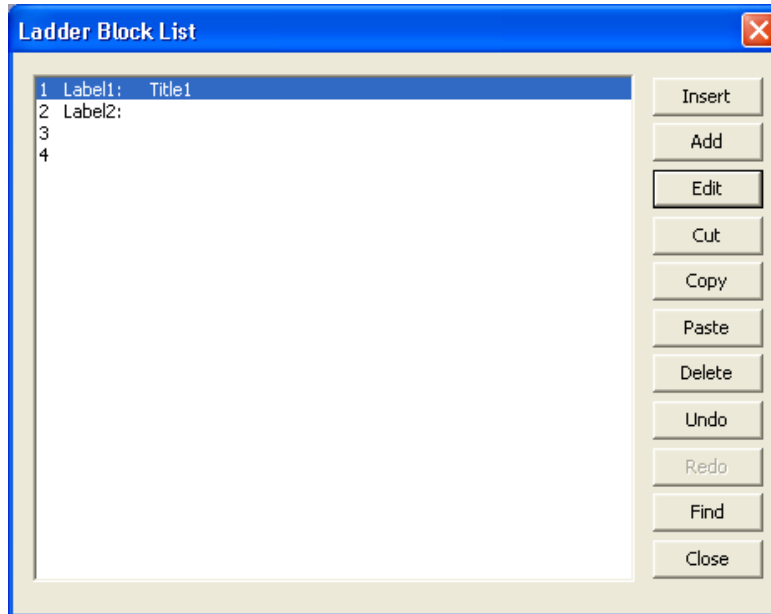 Ladder Block List
1 Label1: Title1
2 Label2:
3
4
Insert
Add
Edit
Cut
Copy
Paste
Delete
Undo
Redo
Find
Close